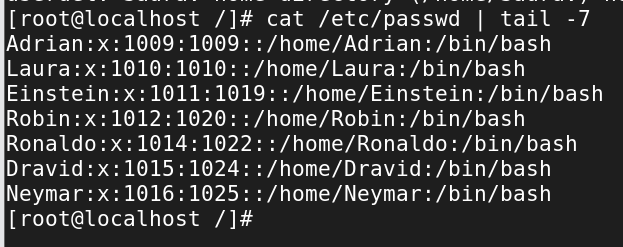 [root@localhost /]# cat /etc/passwd | tail -7
Adrian:x:1009:1009::/home/Adrian:/bin/bash
Laura:x:1010:1010::/home/Laura:/bin/bash
Einstein:x:1011:1019::/home/Einstein:/bin/bash
Robin:x:1012:1020::/home/Robin:/bin/bash
Ronaldo:x:1014:1022::/home/Ronaldo:/bin/bash
Dravid:x:1015:1024::/home/Dravid:/bin/bash
Neymar:x:1016:1025::/home/Neymar:/bin/bash
[root@localhost /]#